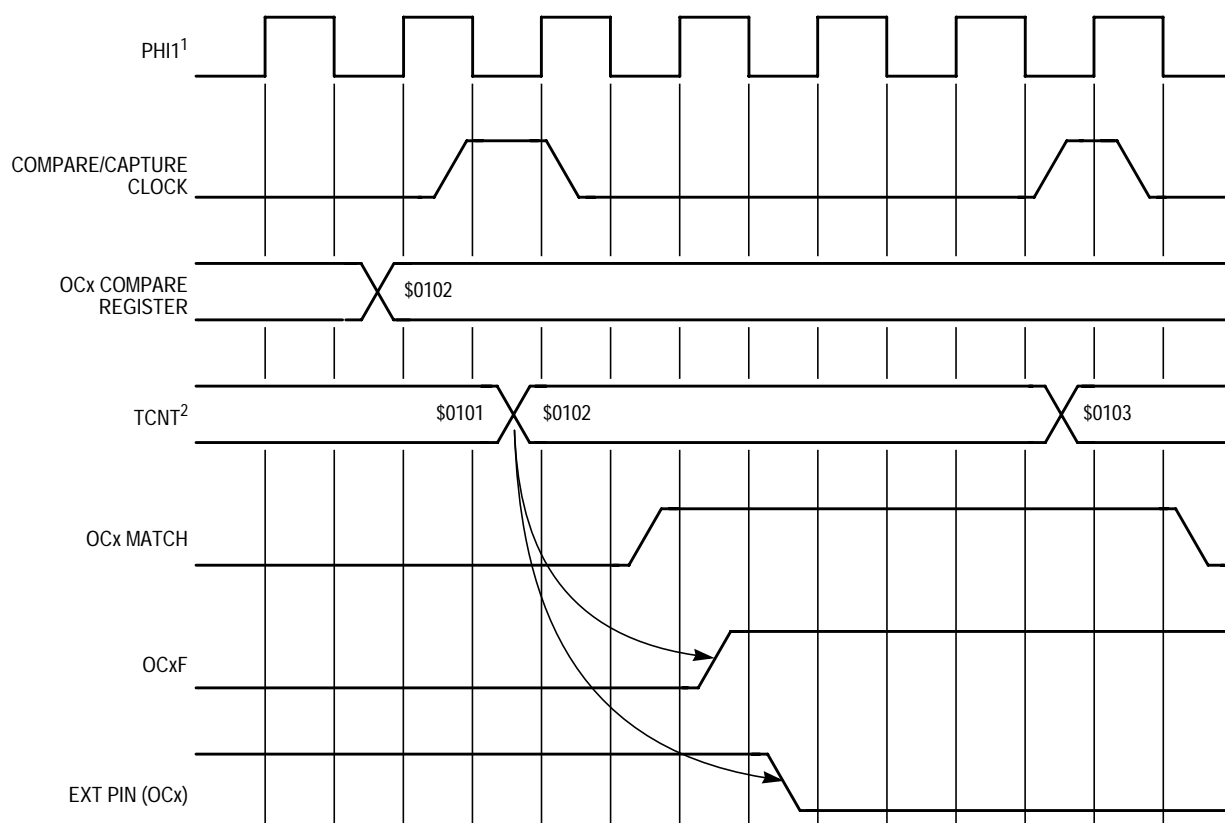 PHI1¹
COMPARE/CAPTURE
CLOCK
OCx COMPARE
REGISTER
$0102
TCNT²
$0101
$0102
$0103
OCx MATCH
OCxF
EXT PIN (OCx)